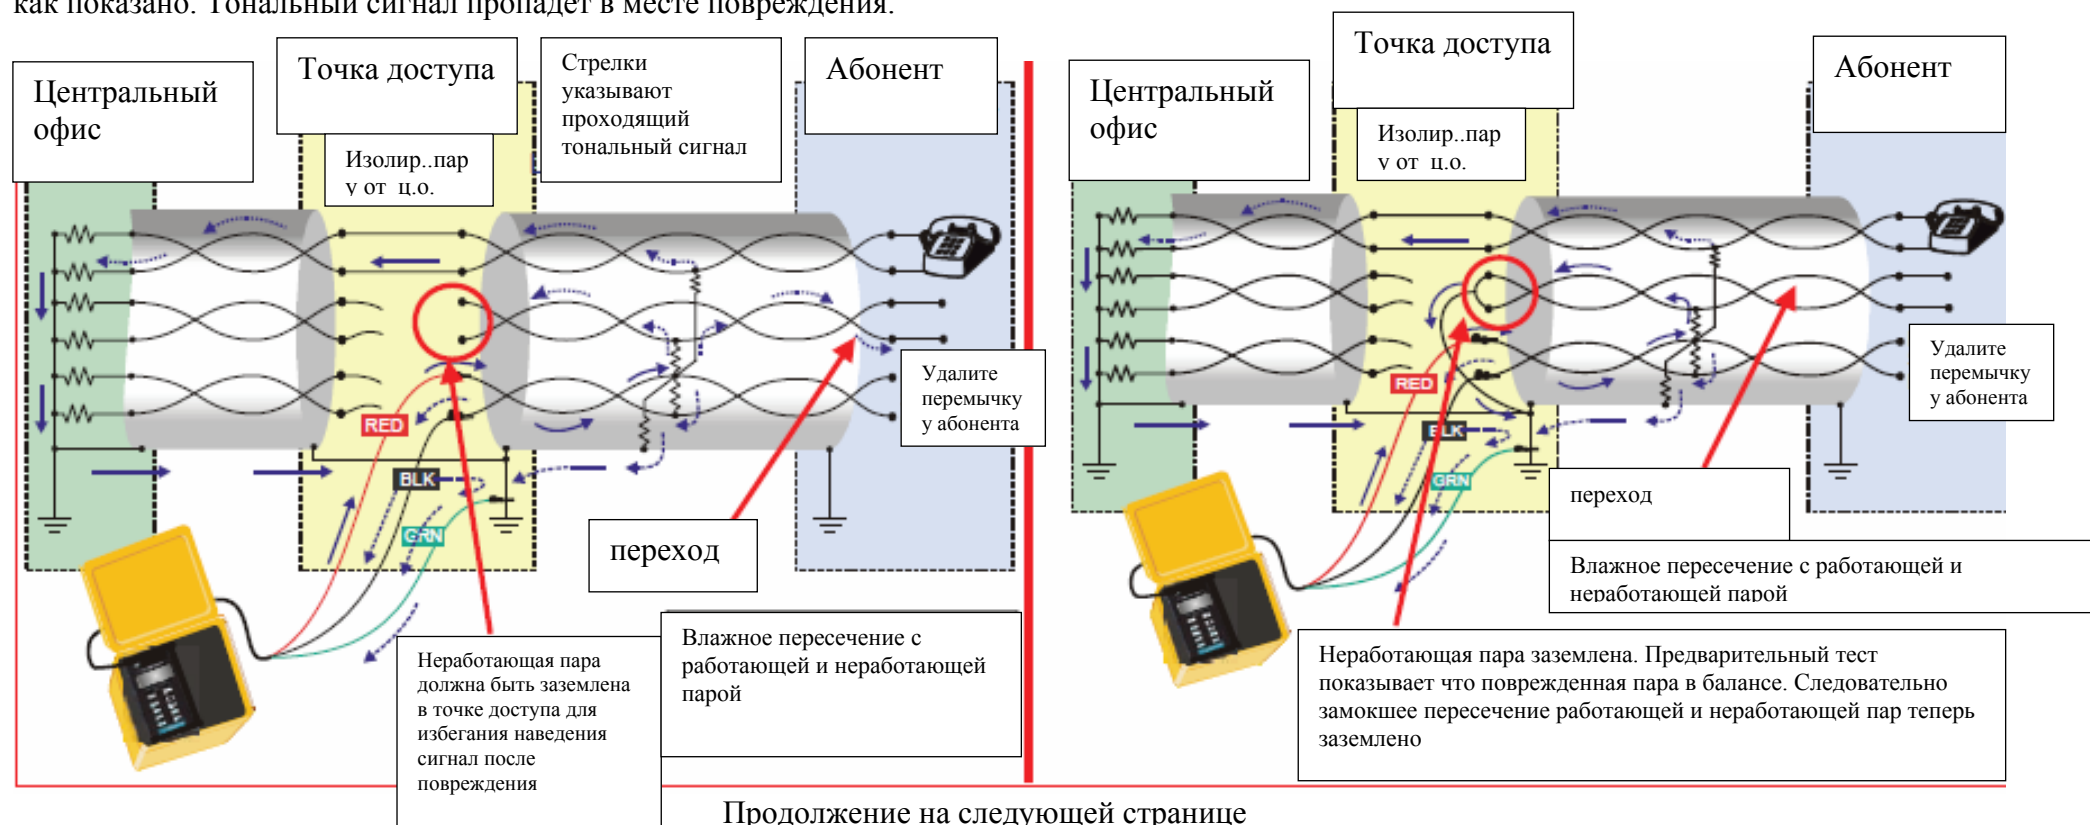 как показано. Тональный сигнал пропадет в месте повреждения.
Центральный
офис
Точка доступа
Изолир..пар
у от ц.о.
Стрелки
указывают
проходящий
тональный сигнал
Абонент
RED
BLK
GRN
Удалите
перемычку
у абонента
переход
Неработающая пара
должна быть заземлена
в точке доступа для
избегания наведения
сигнал после
повреждения
Влажное пересечение с
работающей и неработающей
парой
Центральный
офис
Точка доступа
Изолир..пар
у от ц.о.
Абонент
RED
BLK
GRN
Удалите
перемычку
у абонента
переход
Влажное пересечение с работающей и
неработающей парой
Неработающая пара заземлена. Предварительный тест
показывает что поврежденная пара в балансе. Следовательно
замокшее пересечение работающей и неработающей пар теперь
заземлено
Продолжение на следующей странице